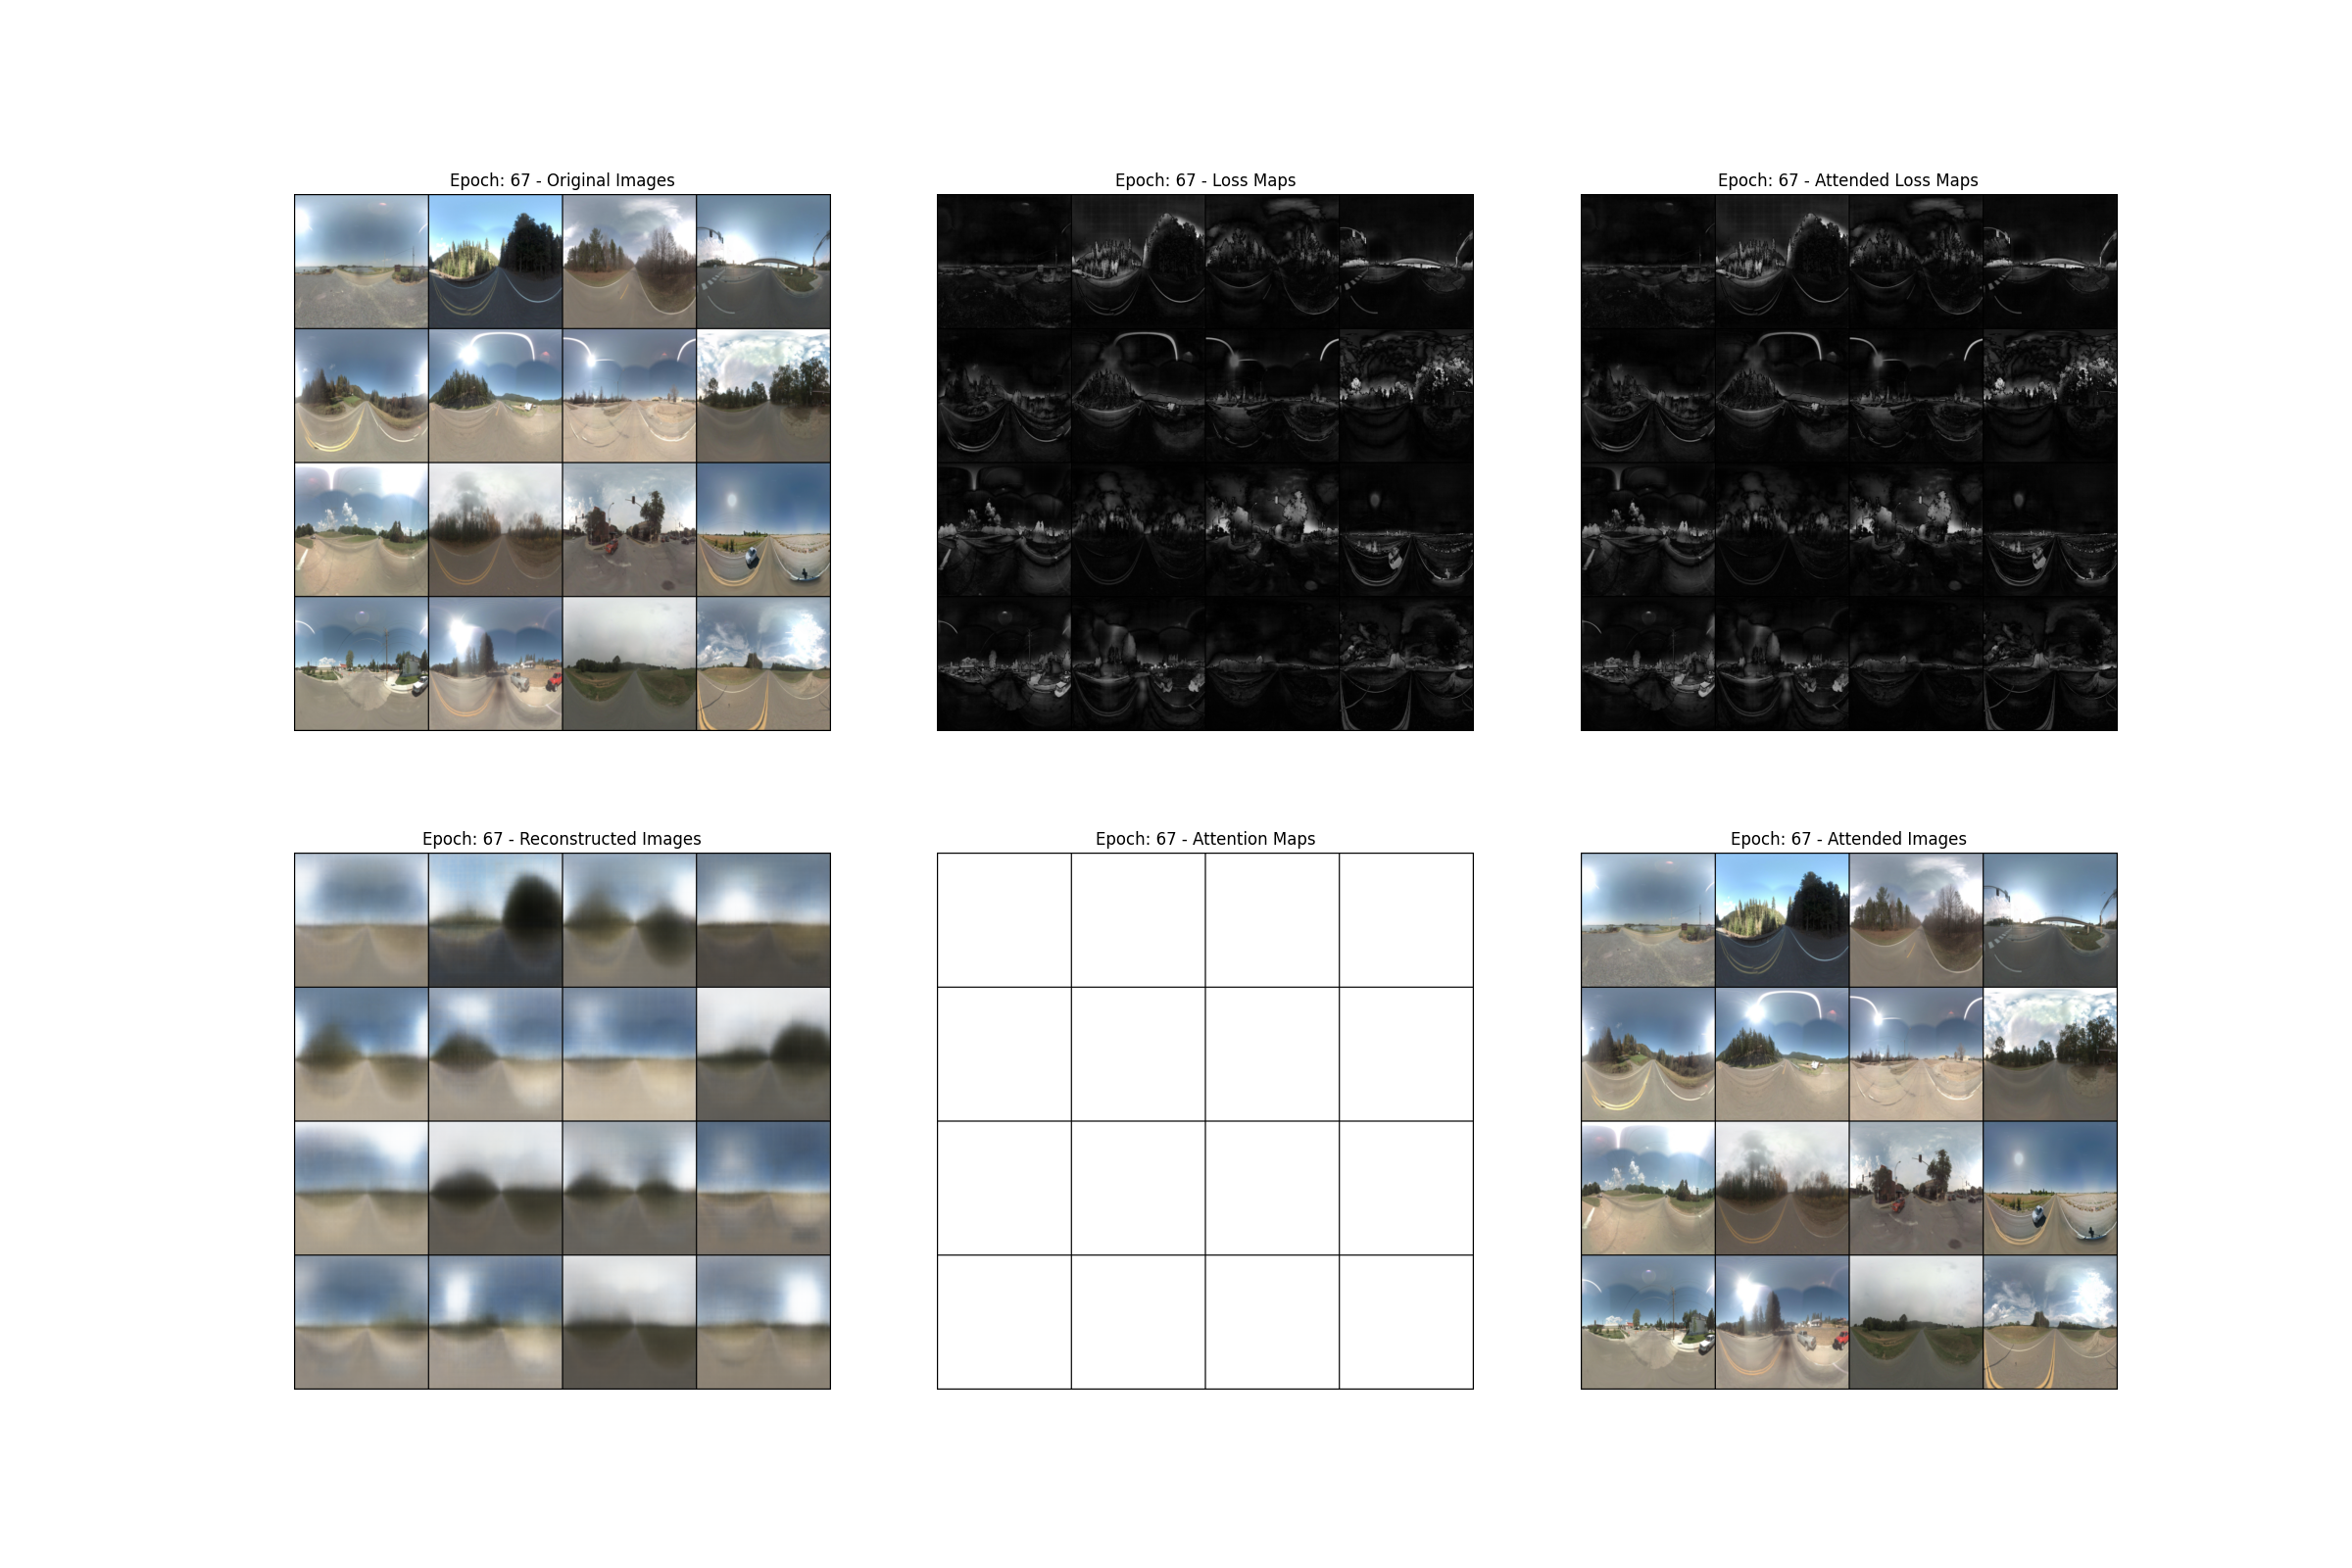 Epoch: 67 - Original Images
Epoch: 67 - Loss Maps
Epoch: 67 - Attended Loss Maps
Epoch: 67 - Reconstructed Images
Epoch: 67 - Attention Maps
Epoch: 67 - Attended Images